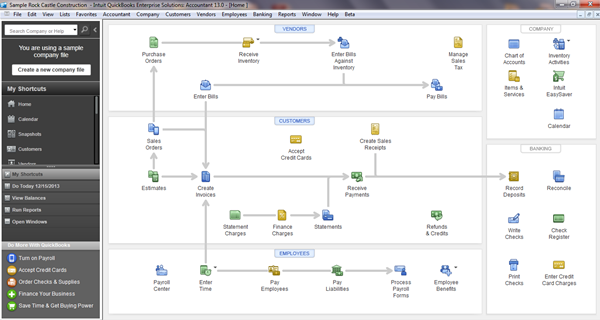 Sample Rock Castle Construction - Intuit QuickBooks Enterprise Solutions: Accountant 13.0 - [Home ]
File Edit View Lists Favorites Accountant Company Customers Vendors Employees Banking Reports Window Help Beta
Search Company or Help
You are using a sample
company file
Create a new company file
My Shortcuts
Home
Calendar
Snapshots
Customers
Vendors
My Shortcuts
Do Today 12/15/2013
View Balances
Run Reports
Open Windows
Do More With QuickBooks
Turn on Payroll
Accept Credit Cards
Order Checks & Supplies
Finance Your Business
Save Time & Get Buying Power
VENDORS
Purchase
Orders
Receive
Inventory
Enter Bills
Against
Inventory
Manage
Sales
Tax
Enter Bills
Pay Bills
CUSTOMERS
Sales
Orders
Accept
Credit Cards
Create Sales
Receipts
Estimates
Create
Invoices
Receive
Payments
Statement
Charges
Finance
Charges
Statements
Refunds
& Credits
EMPLOYEES
Payroll
Center
Enter
Time
Pay
Employees
Pay
Liabilities
Process
Payroll
Forms
Employee
Benefits
COMPANY
Chart of
Accounts
Inventory
Activities
Items &
Services
Intuit
EasySaver
Calendar
BANKING
Record
Deposits
Reconcile
Write
Checks
Check
Register
Print
Checks
Enter Credit
Card Charges